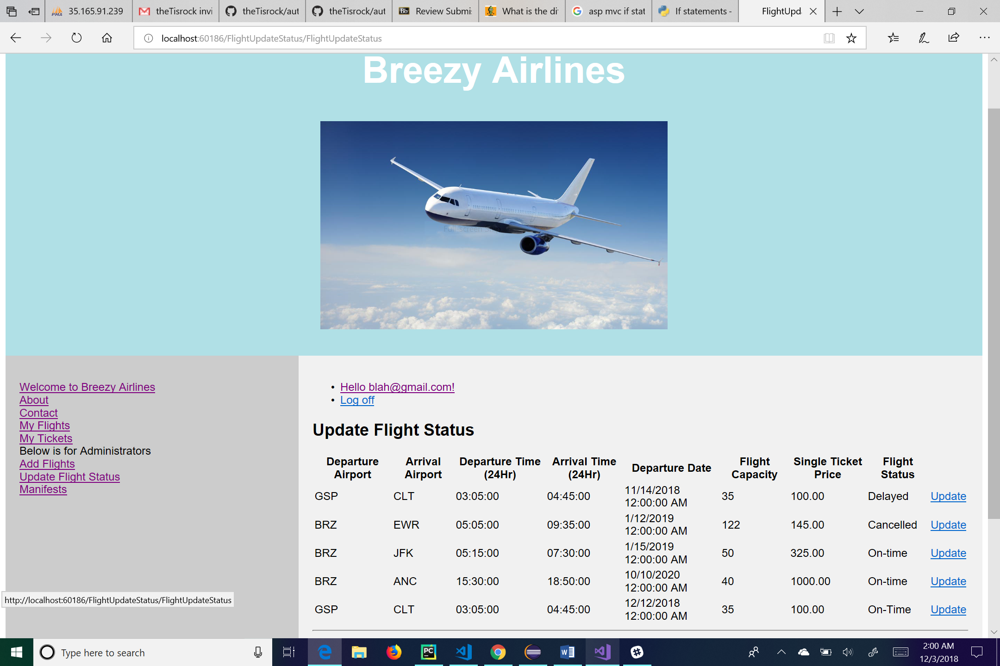 35.165.91.239
theTisrock invi
theTisrock/aut
theTisrock/aut
Review Submi
What is the di
asp mvc if stat
If statements -
FlightUpd
localhost:60186/FlightUpdateStatus/FlightUpdateStatus
Breezy Airlines
Full-screen Snip
Welcome to Breezy Airlines
About
Contact
My Flights
My Tickets
Below is for Administrators
Add Flights
Update Flight Status
Manifests
• Hello blah@gmail.com!
• Log off
Update Flight Status
Departure Airport Arrival Airport Departure Time (24Hr) Arrival Time (24Hr) Departure Date Flight Capacity Single Ticket Price Flight Status
GSP CLT 03:05:00 04:45:00 11/14/2018 12:00:00 AM 35 100.00 Delayed Update
BRZ EWR 05:05:00 09:35:00 1/12/2019 12:00:00 AM 122 145.00 Cancelled Update
BRZ JFK 05:15:00 07:30:00 1/15/2019 12:00:00 AM 50 325.00 On-time Update
BRZ ANC 15:30:00 18:50:00 10/10/2020 12:00:00 AM 40 1000.00 On-time Update
GSP CLT 03:05:00 04:45:00 12/12/2018 12:00:00 AM 35 100.00 On-Time Update
http://localhost:60186/FlightUpdateStatus/FlightUpdateStatus
Type here to search
2:00 AM
12/3/2018